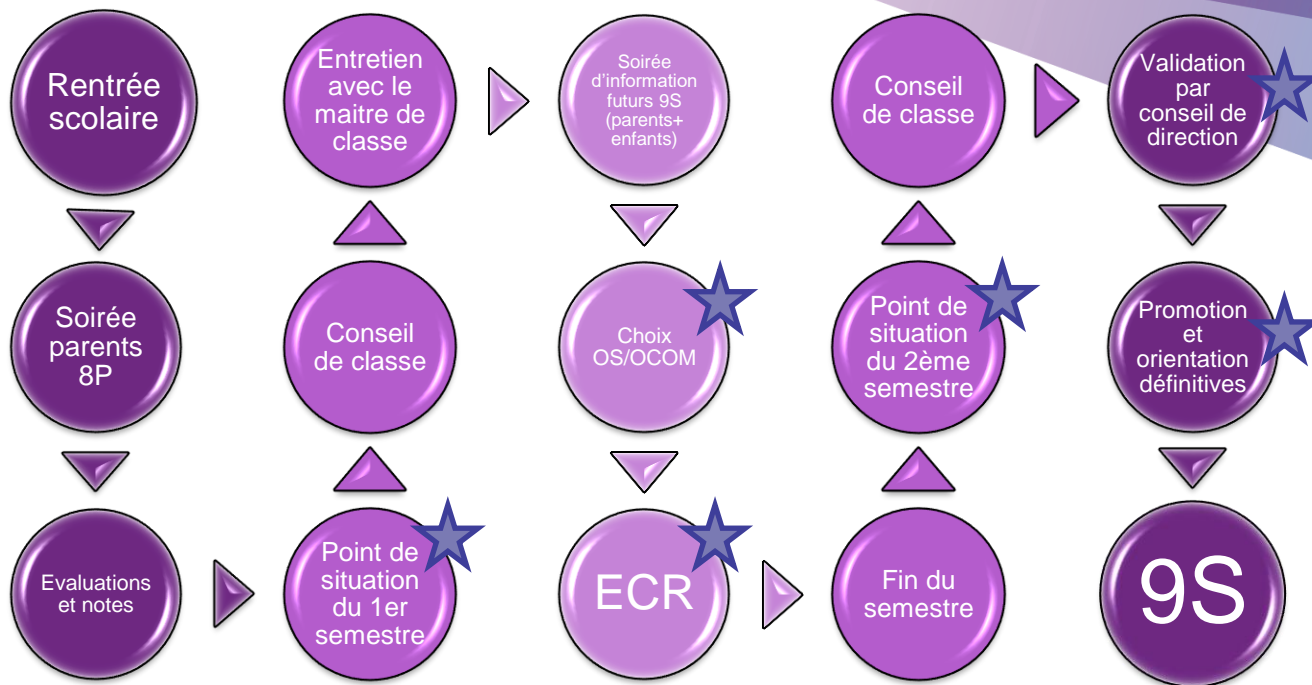 Rentrée
scolaire
Soirée
parents
8P
Evaluations
et notes
Point de
situation
du 1er
semestre
Conseil
de classe
Entretien
avec le
maitre de
classe
Soirée
d'information
futurs 9S
(parents+
enfants)
Choix
OS/OCOM
ECR
Fin du
semestre
Point de
situation
du 2ème
semestre
Conseil
de classe
Validation
par
conseil de
direction
Promotion
et
orientation
définitives
9S